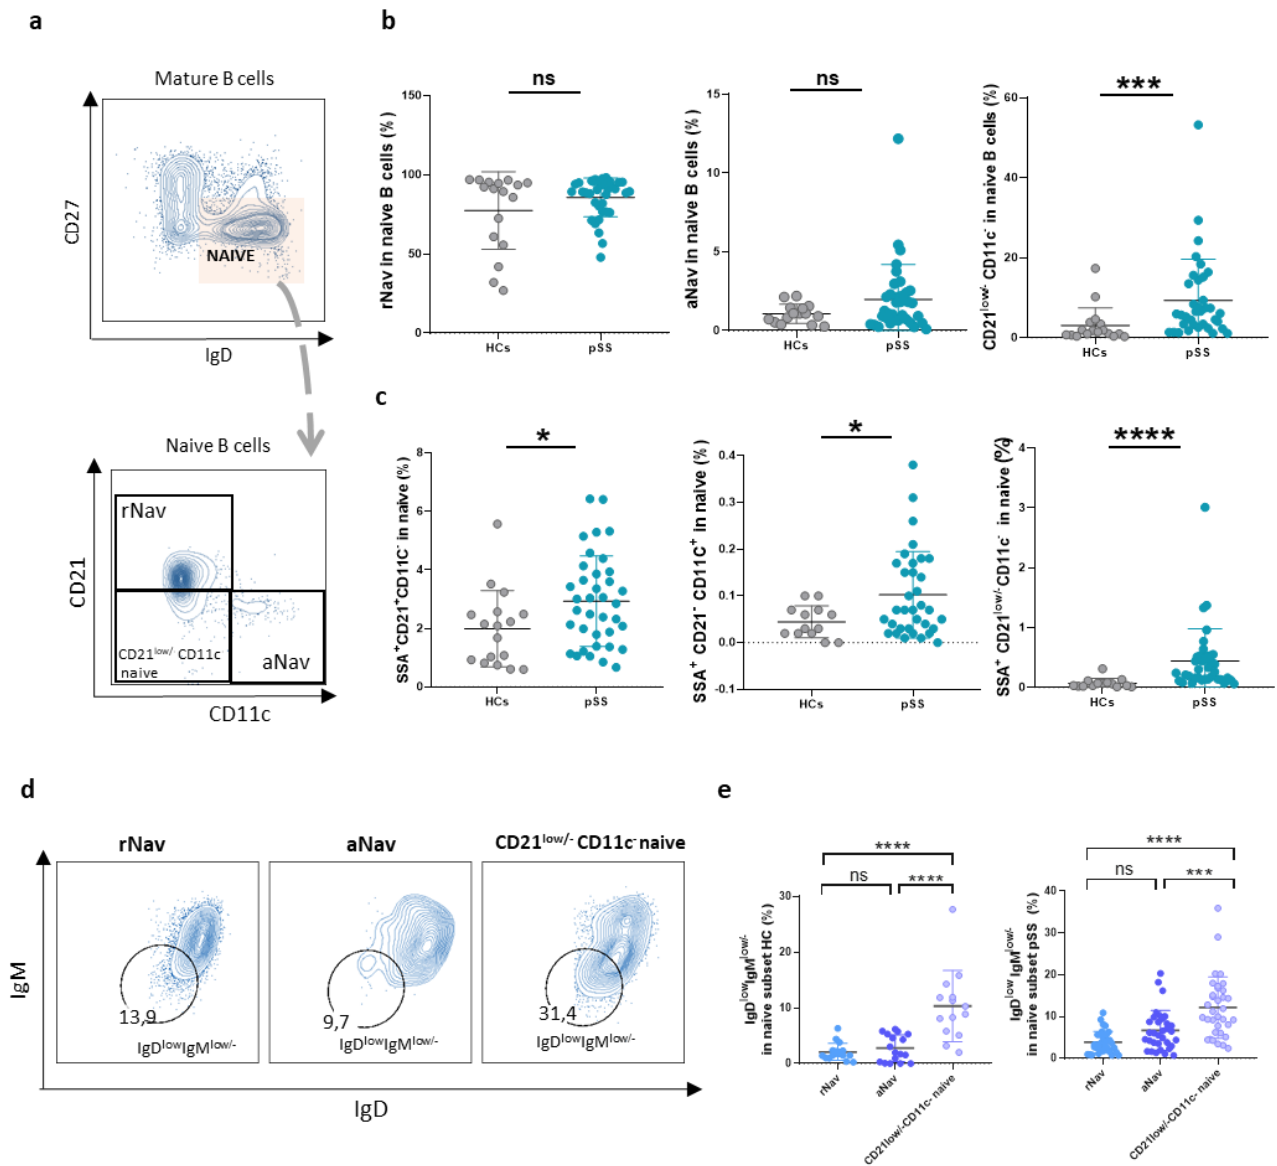 a
Mature B cells
CD27
NAIVE
IgD
Naive B cells
CD21
rNav
CD21low/- CD11c-
naive
aNav
CD11c
b
ns
rNav in naive B cells (%)
150
100
50
0
HCs
pSS
ns
aNav in naive B cells (%)
15
10
5
0
HCs
pSS
***
CD21low/- CD11c- in naive B cells (%)
60
40
20
0
HCs
pSS
c
*
SSA+CD21+CD11C- in naive (%)
8
6
4
2
0
HCs
pSS
*
SSA+ CD21- CD11C+ in naive (%)
0.4
0.3
0.2
0.1
0.0
-0.1
HCs
pSS
****
SSA+ CD21low/-CD11c- in naive (%)
4
3
2
1
0
HCs
pSS
d
rNav
aNav
CD21low/- CD11c- naive
IgM
13,9
IgDlowIgMlow/-
9,7
IgDlowIgMlow/-
31,4
IgDlowIgMlow/-
IgD
e
****
ns
****
IgDlowIgMlow/-
in naive subset HC (%)
30
20
10
0
rNav
aNav
CD21low/-CD11c- naive
****
ns
***
IgDlow IgMlow/-
in naive subset pSS (%)
40
30
20
10
0
rNav
aNav
CD21low/-CD11c- naive